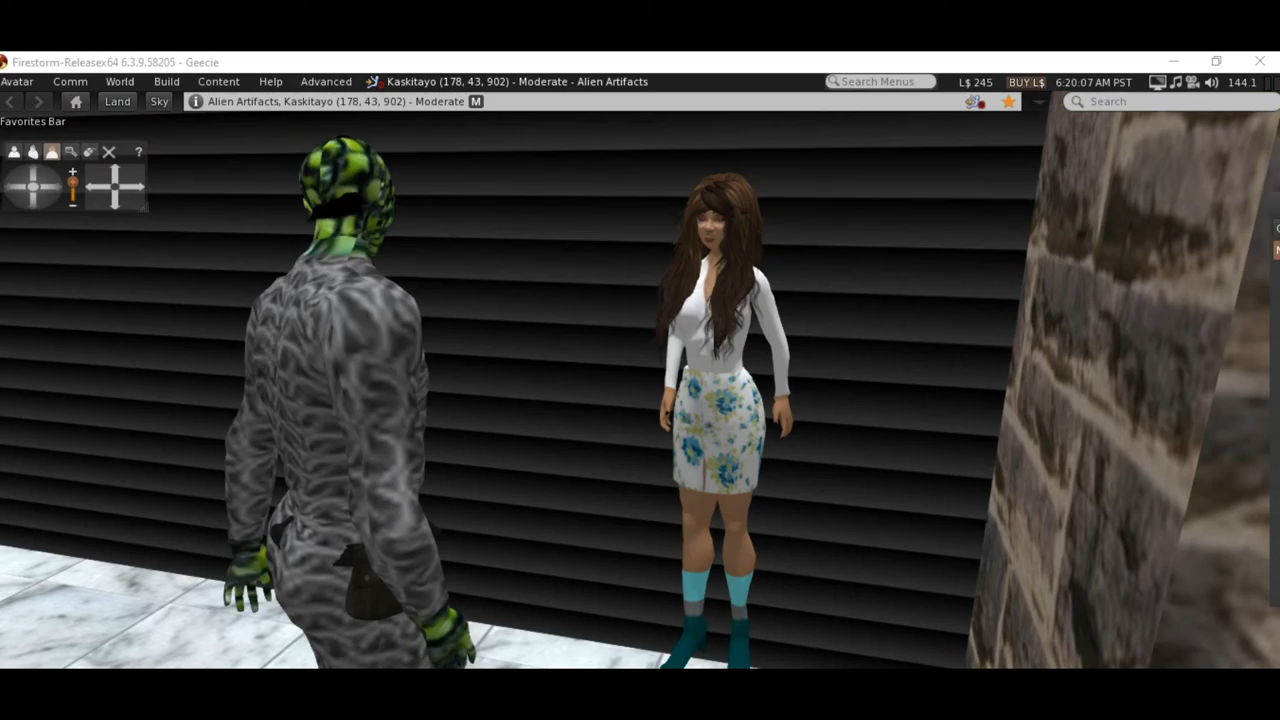 Firestorm-Releasex64 6.3.9.58205 - Geecie
Avatar Comm World Build Content Help Advanced Kaskitayo (178, 43, 902) - Moderate - Alien Artifacts Search Menus L$ 245 BUY L$ 6:20:07 AM PST 144.1
Land Sky i Alien Artifacts, Kaskitayo (178, 43, 902) - Moderate M Search
Favorites Bar
?